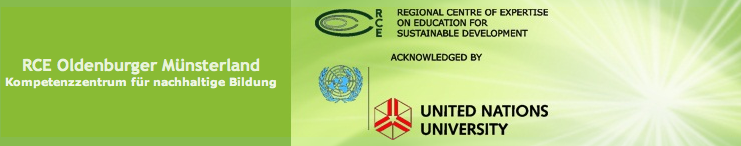 RCE Oldenburger Münsterland
Kompetenzzentrum für nachhaltige Bildung
RCE
REGIONAL CENTRE OF EXPERTISE
ON EDUCATION FOR
SUSTAINABLE DEVELOPMENT
ACKNOWLEDGED BY
UNITED NATIONS
UNIVERSITY